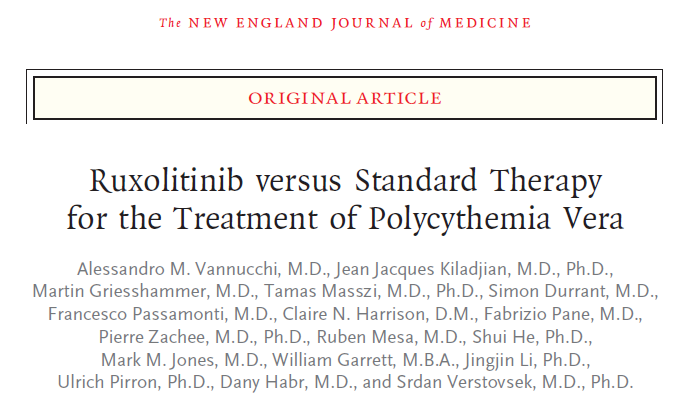 The NEW ENGLAND JOURNAL of MEDICINE
ORIGINAL ARTICLE
Ruxolitinib versus Standard Therapy
for the Treatment of Polycythemia Vera
Alessandro M. Vannucchi, M.D., Jean Jacques Kiladjian, M.D., Ph.D.,
Martin Griesshammer, M.D., Tamas Masszi, M.D., Ph.D., Simon Durrant, M.D.,
Francesco Passamonti, M.D., Claire N. Harrison, D.M., Fabrizio Pane, M.D.,
Pierre Zachee, M.D., Ph.D., Ruben Mesa, M.D., Shui He, Ph.D.,
Mark M. Jones, M.D., William Garrett, M.B.A., Jingjin Li, Ph.D.,
Ulrich Pirron, Ph.D., Dany Habr, M.D., and Srdan Verstovsek, M.D., Ph.D.